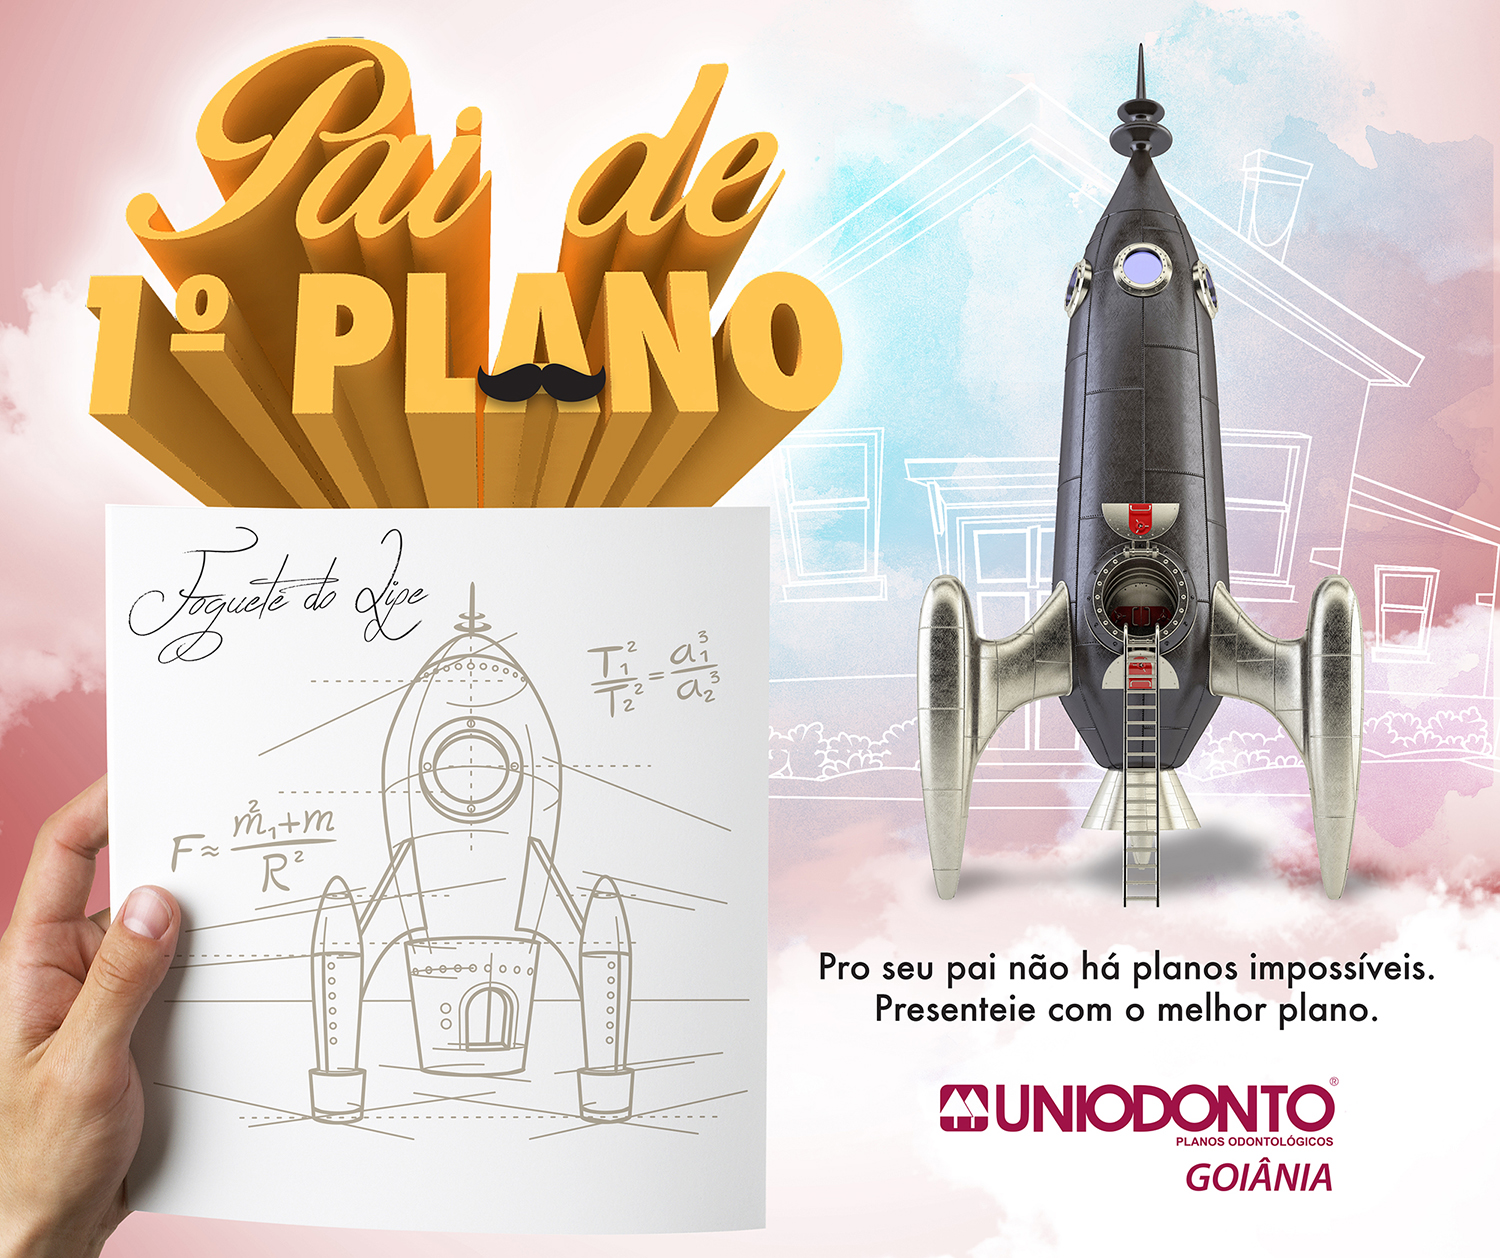 Pai de
1º PLANO
Foguete do Lipe
T₁²/T₂² = a₁³/a₂³
F ≈ m₁²+m/R²
Pro seu pai não há planos impossíveis.
Presenteie com o melhor plano.
UNIODONTO®
PLANOS ODONTOLÓGICOS
GOIÂNIA